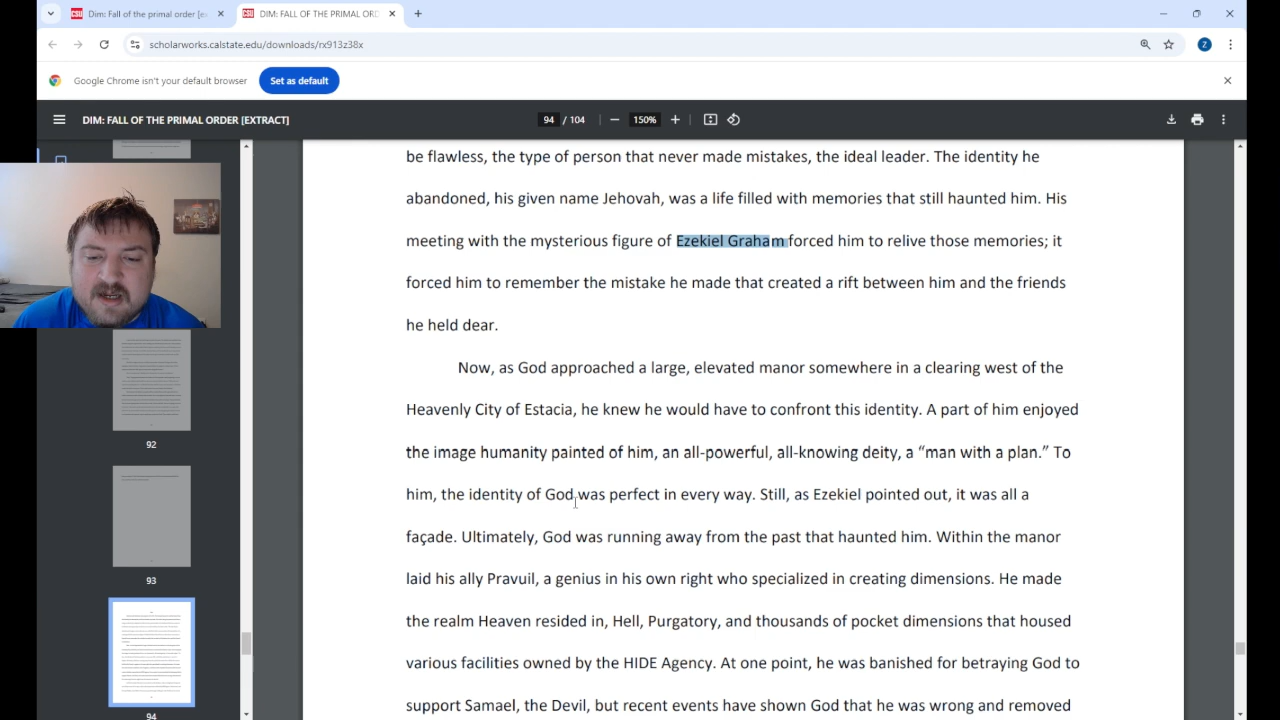 Dim: Fall of the primal order [ex
DIM: FALL OF THE PRIMAL ORD
scholarworks.calstate.edu/downloads/rx913z38x
Z
Google Chrome isn't your default browser
Set as default
DIM: FALL OF THE PRIMAL ORDER [EXTRACT]
94 / 104
150%
be flawless, the type of person that never made mistakes, the ideal leader. The identity he
abandoned, his given name Jehovah, was a life filled with memories that still haunted him. His
meeting with the mysterious figure of Ezekiel Graham forced him to relive those memories; it
forced him to remember the mistake he made that created a rift between him and the friends
he held dear.
Now, as God approached a large, elevated manor somewhere in a clearing west of the
Heavenly City of Estacia, he knew he would have to confront this identity. A part of him enjoyed
the image humanity painted of him, an all-powerful, all-knowing deity, a “man with a plan.” To
him, the identity of God was perfect in every way. Still, as Ezekiel pointed out, it was all a
façade. Ultimately, God was running away from the past that haunted him. Within the manor
laid his ally Pravuil, a genius in his own right who specialized in creating dimensions. He made
the realm Heaven resided in, Hell, Purgatory, and thousands of pocket dimensions that housed
various facilities owned by the HIDE Agency. At one point, he was banished for betraying God to
support Samael, the Devil, but recent events have shown God that he was wrong and removed
92
93
94